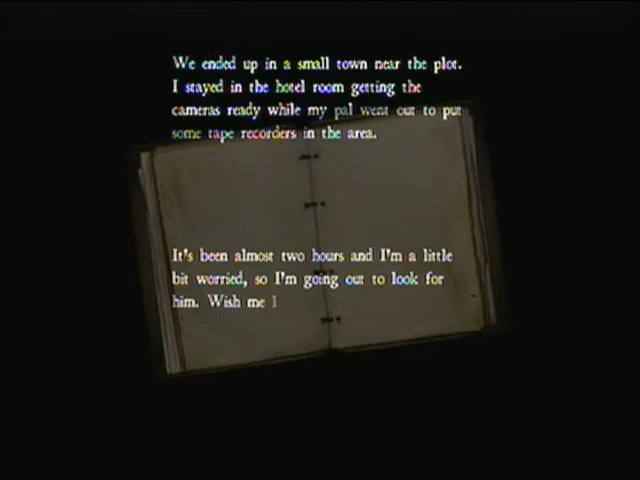 We ended up in a small town near the plot.
I stayed in the hotel room getting the
cameras ready while my pal went out to put
some tape recorders in the area.
It's been almost two hours and I'm a little
bit worried, so I'm going out to look for
him. Wish me l